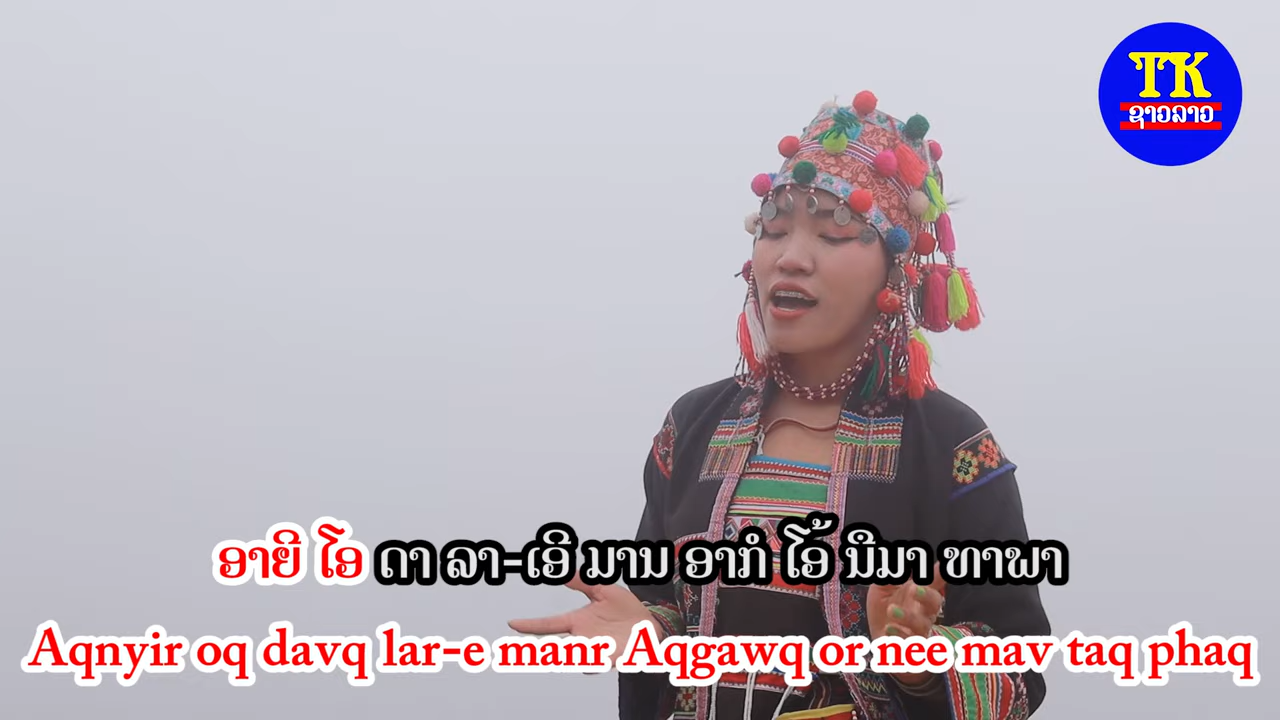 TK
ຊາວລາວ
ອາຢີ ໂອ ດາ ລາ-ເອີ ມານ ອາກໍ ໂອ້ ນີມາ ທາພາ
Aqnyir oq davq lar-e manr Aqgawq or nee mav taq phaq